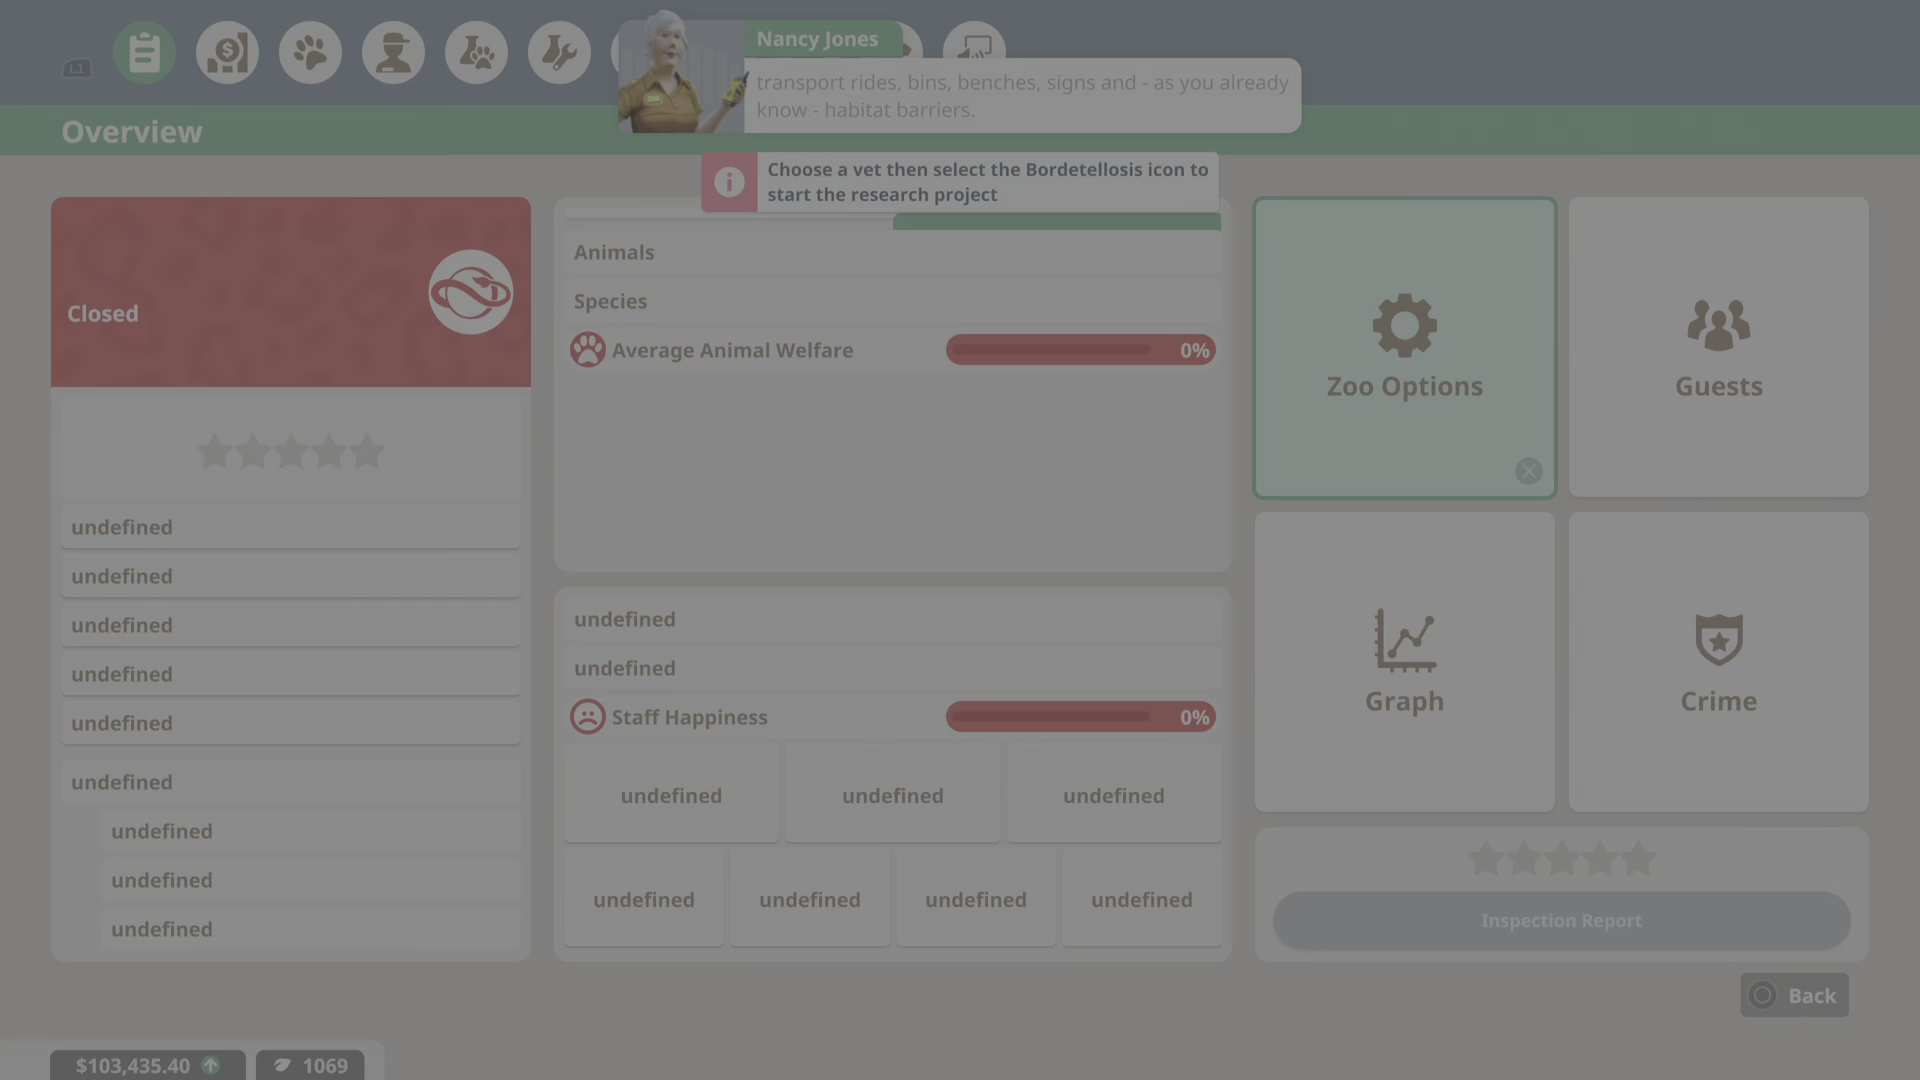 L1
Nancy Jones
transport rides, bins, benches, signs and - as you already
know - habitat barriers.
Overview
Choose a vet then select the Bordetellosis icon to
start the research project
Closed
undefined
undefined
undefined
undefined
undefined
undefined
undefined
undefined
undefined
Animals
Species
Average Animal Welfare 0%
undefined
undefined
Staff Happiness 0%
undefined undefined undefined
undefined undefined undefined undefined
Zoo Options
Guests
Graph
Crime
Inspection Report
Back
$103,435.40
1069